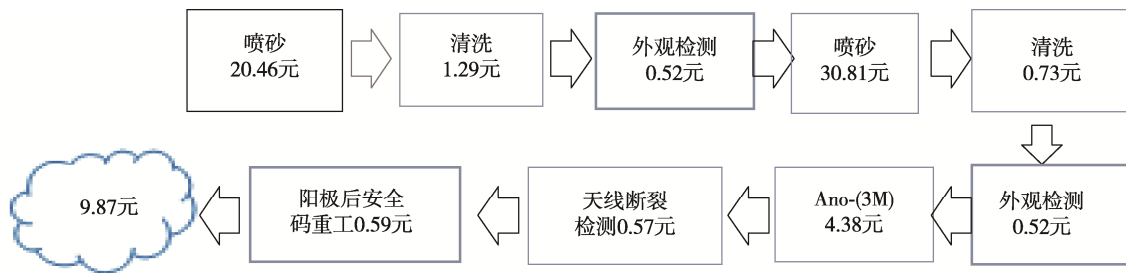 喷砂
20.46元
清洗
1.29元
外观检测
0.52元
喷砂
30.81元
清洗
0.73元
外观检测
0.52元
Ano-(3M)
4.38元
天线断裂
检测0.57元
阳极后安全
码重工0.59元
9.87元